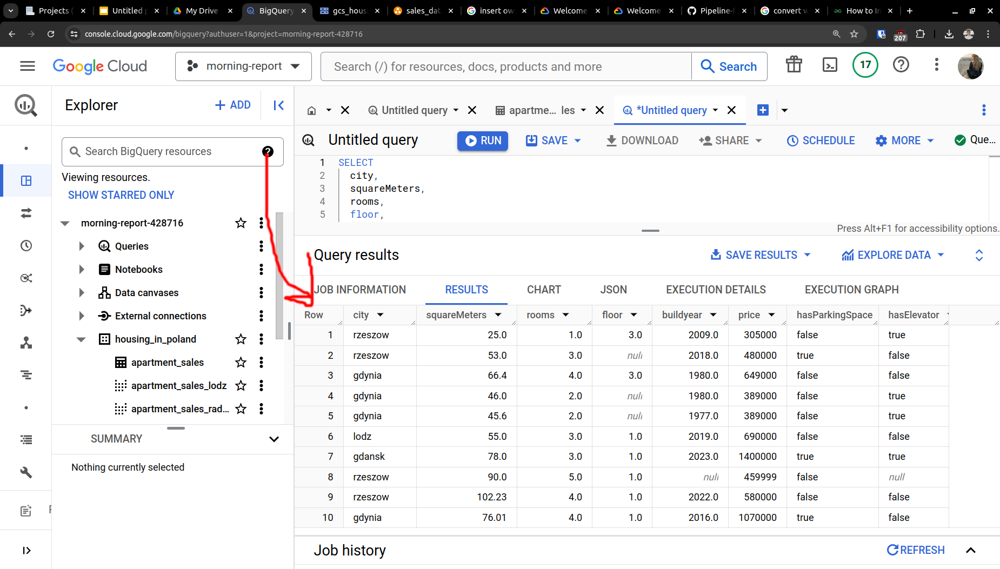 Projects (
Untitled p
My Drive
BigQuery
gcs_hous
sales_dat
insert ow
Welcome
Welcome
Pipeline-f
convert w
How to In
console.cloud.google.com/bigquery?authuser=1&project=morning-report-428716
207
Google Cloud
morning-report
Search (/) for resources, docs, products and more
Search
17
Explorer
ADD
Untitled query
apartme... les
*Untitled query
Untitled query
RUN
SAVE
DOWNLOAD
SHARE
SCHEDULE
MORE
Que...
Search BigQuery resources
Viewing resources.
SHOW STARRED ONLY
morning-report-428716
Queries
Notebooks
Data canvases
External connections
housing_in_poland
apartment_sales
apartment_sales_lodz
apartment_sales_rad...
SUMMARY
Nothing currently selected
1 SELECT
2 city,
3 squareMeters,
4 rooms,
5 floor,
Press Alt+F1 for accessibility options.
Query results
SAVE RESULTS
EXPLORE DATA
JOB INFORMATION
RESULTS
CHART
JSON
EXECUTION DETAILS
EXECUTION GRAPH
Row city squareMeters rooms floor buildyear price hasParkingSpace hasElevator
1 rzeszow 25.0 1.0 3.0 2009.0 305000 false true
2 rzeszow 53.0 3.0 null 2018.0 480000 true false
3 gdynia 66.4 4.0 3.0 1980.0 649000 false false
4 gdynia 46.0 2.0 null 1980.0 389000 false true
5 gdynia 45.6 2.0 null 1977.0 389000 false true
6 lodz 55.0 3.0 1.0 2019.0 690000 false false
7 gdansk 78.0 3.0 1.0 2023.0 1400000 true true
8 rzeszow 90.0 5.0 1.0 null 459999 false null
9 rzeszow 102.23 4.0 1.0 2022.0 580000 false false
10 gdynia 76.01 4.0 1.0 2016.0 1070000 true false
Job history
REFRESH